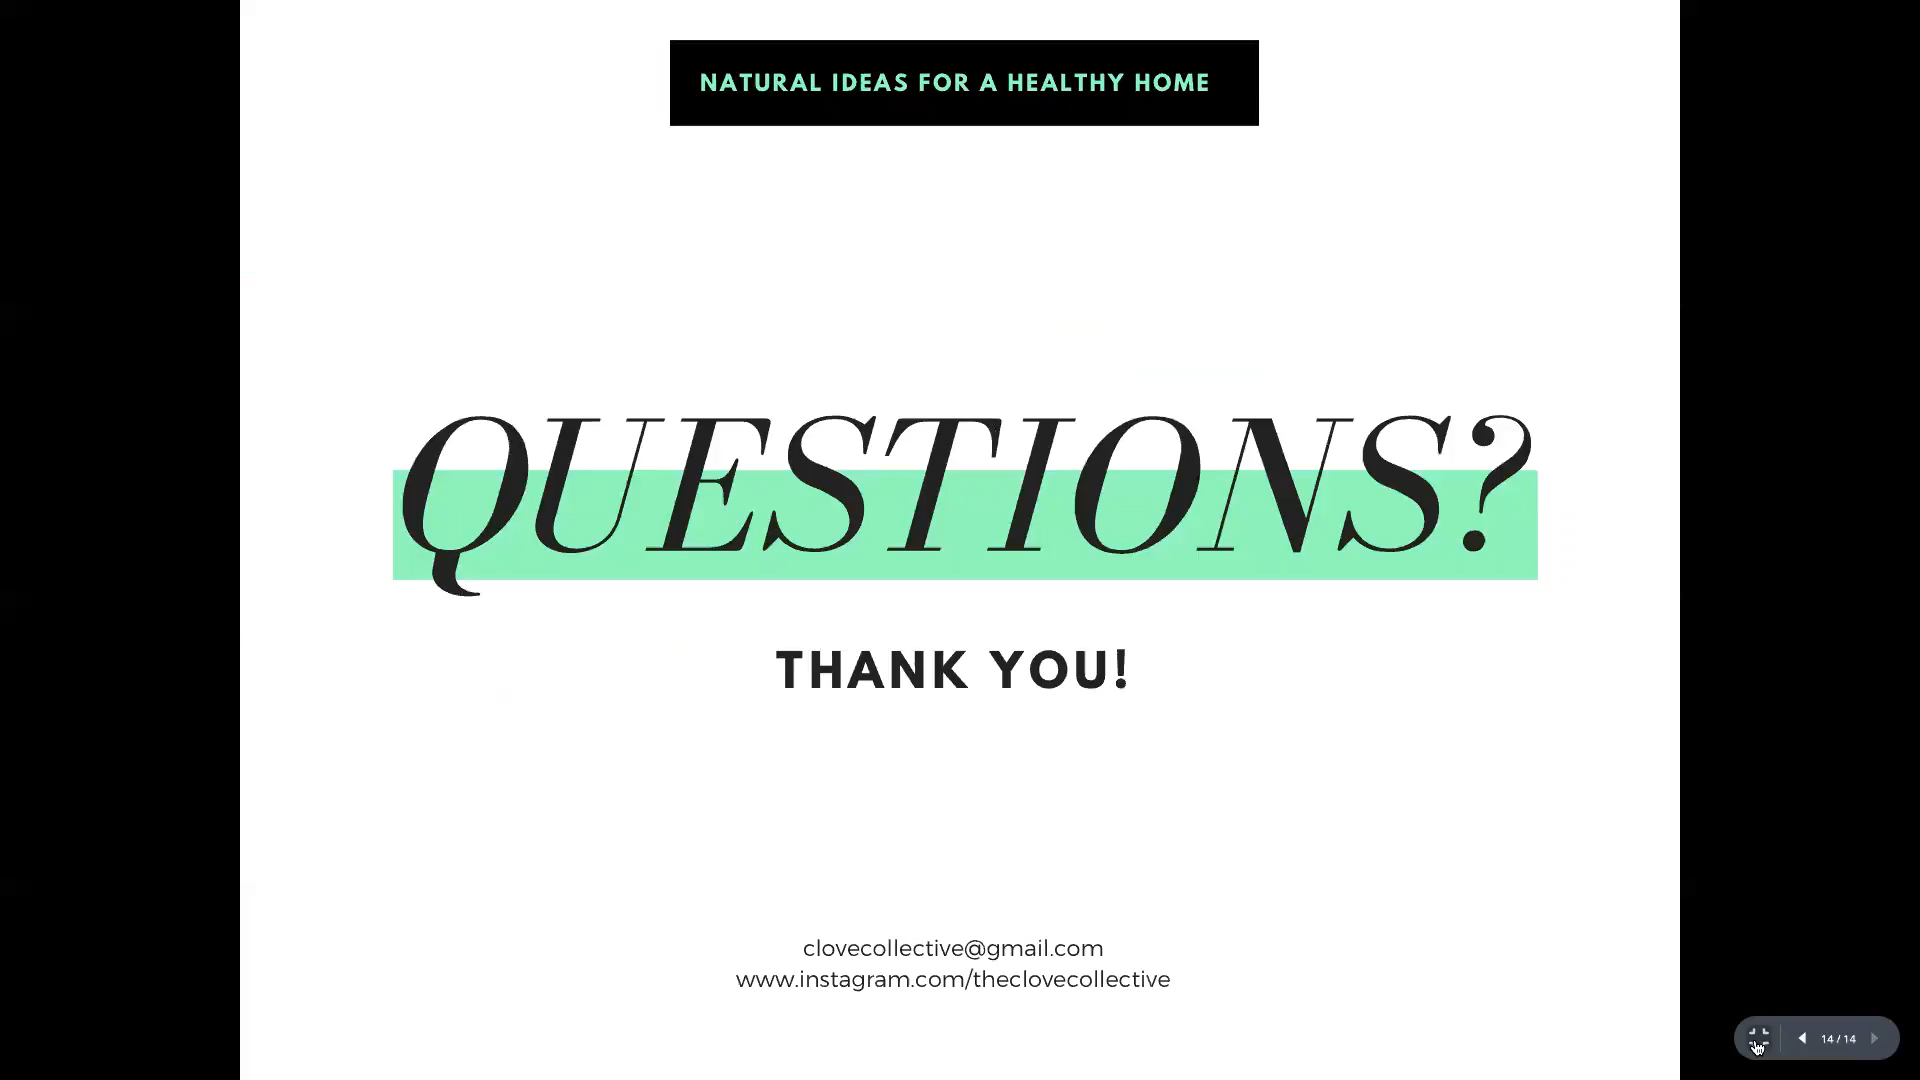 NATURAL IDEAS FOR A HEALTHY HOME
QUESTIONS?
THANK YOU!
clovecollective@gmail.com
www.instagram.com/theclovecollective
14 / 14